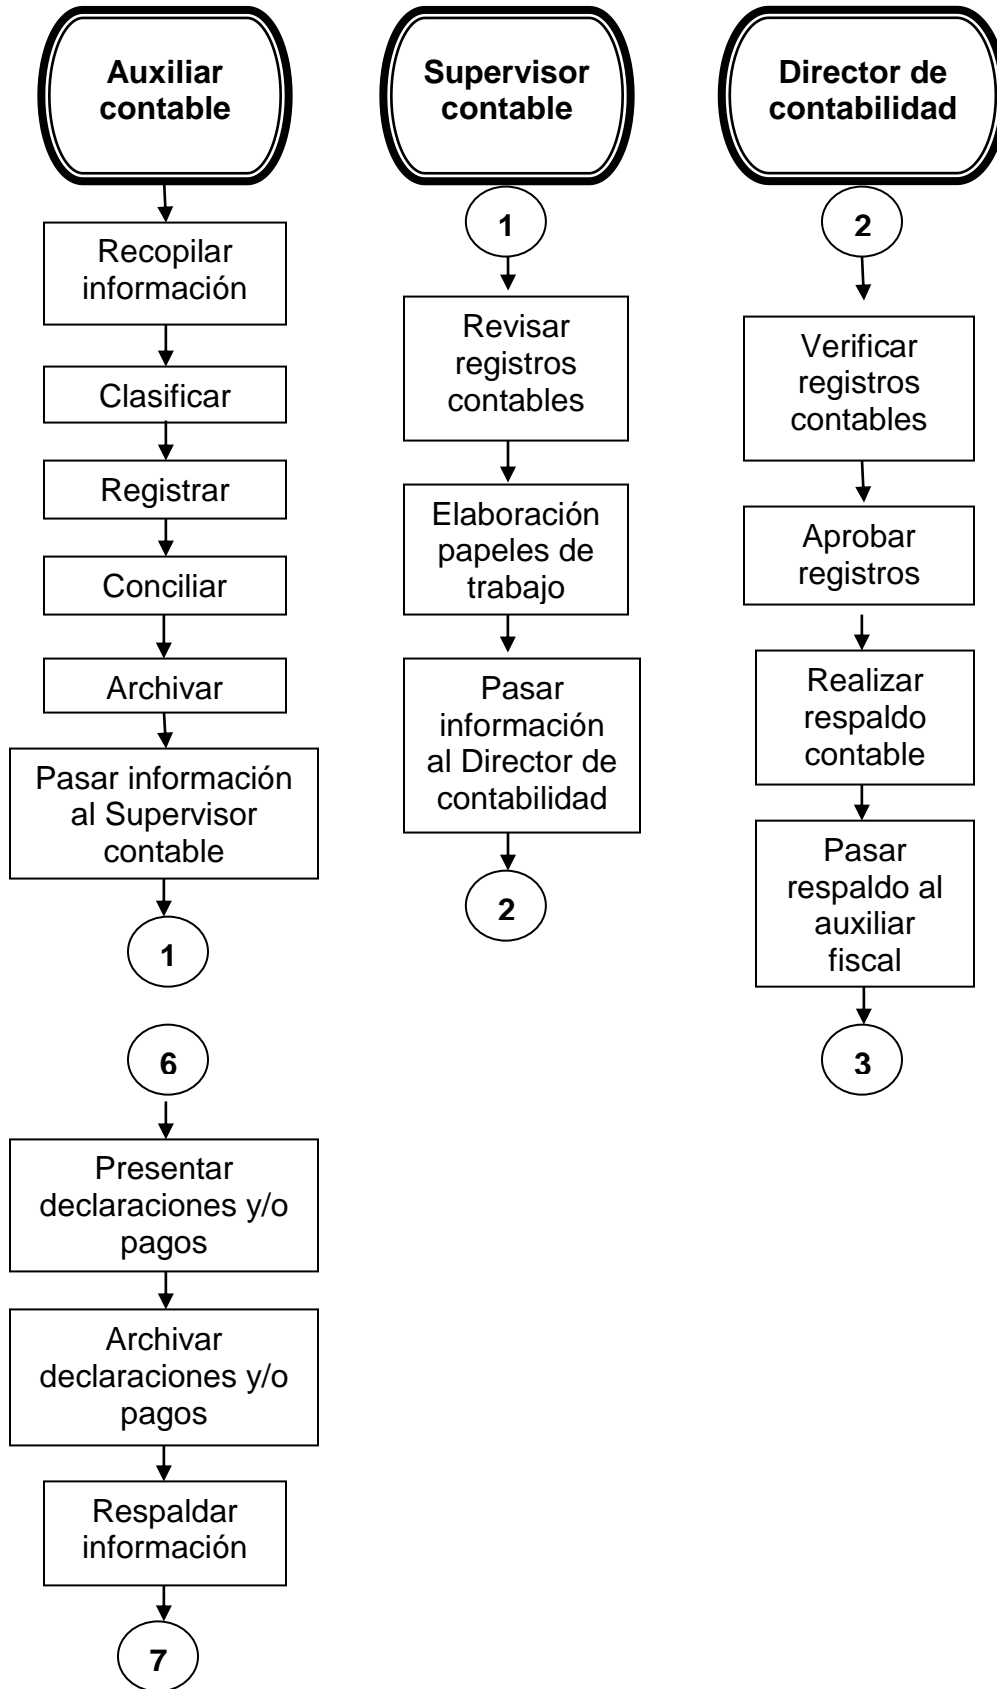 Auxiliar
contable
Recopilar
información
Clasificar
Registrar
Conciliar
Archivar
Pasar información
al Supervisor
contable
1
6
Presentar
declaraciones y/o
pagos
Archivar
declaraciones y/o
pagos
Respaldar
información
7
Supervisor
contable
1
Revisar
registros
contables
Elaboración
papeles de
trabajo
Pasar
información
al Director de
contabilidad
2
Director de
contabilidad
2
Verificar
registros
contables
Aprobar
registros
Realizar
respaldo
contable
Pasar
respaldo al
auxiliar
fiscal
3